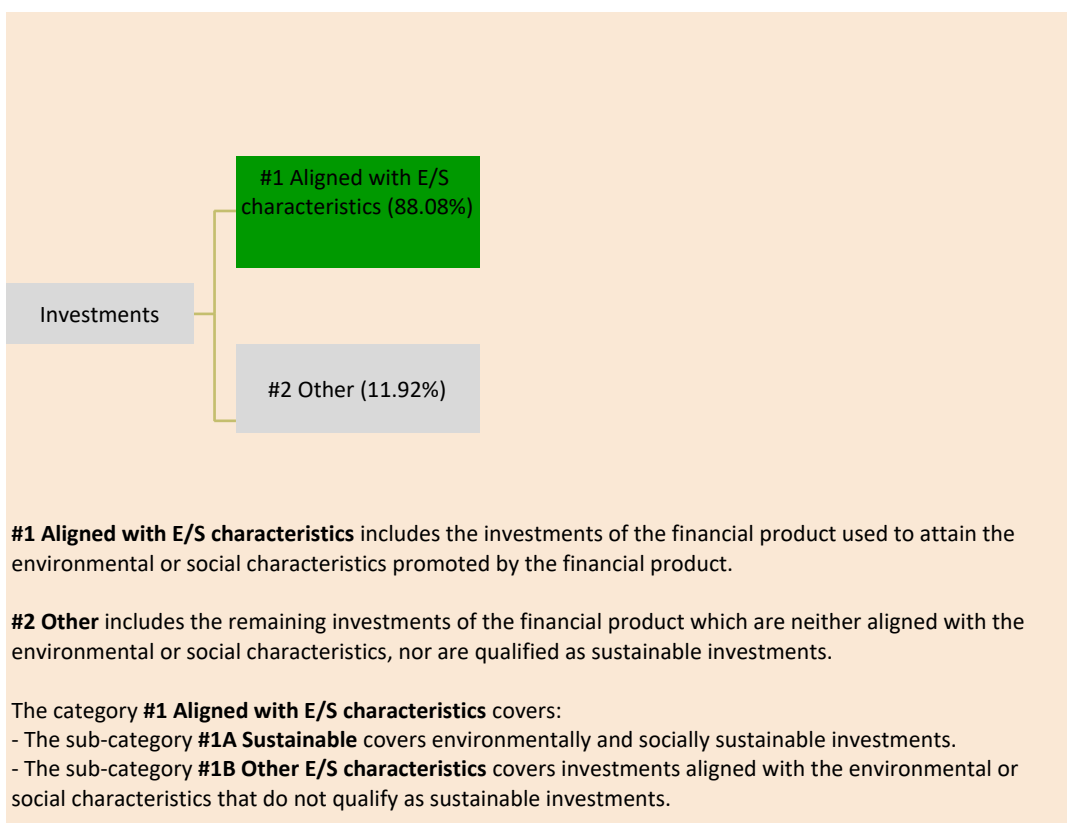 #1 Aligned with E/S
characteristics (88.08%)
Investments
#2 Other (11.92%)
#1 Aligned with E/S characteristics includes the investments of the financial product used to attain the
environmental or social characteristics promoted by the financial product.
#2 Other includes the remaining investments of the financial product which are neither aligned with the
environmental or social characteristics, nor are qualified as sustainable investments.
The category #1 Aligned with E/S characteristics covers:
- The sub-category #1A Sustainable covers environmentally and socially sustainable investments.
- The sub-category #1B Other E/S characteristics covers investments aligned with the environmental or
social characteristics that do not qualify as sustainable investments.